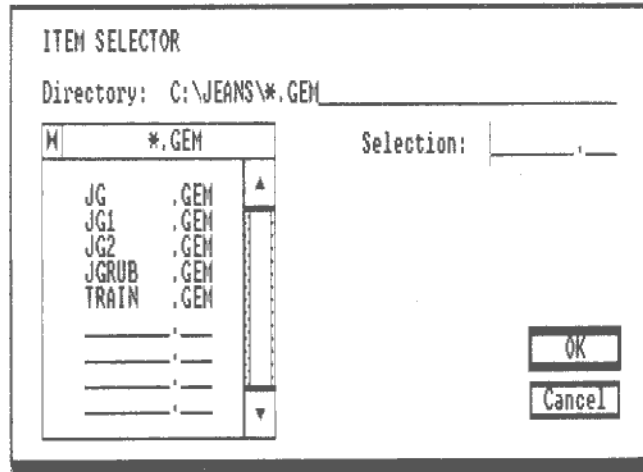 ITEM SELECTOR
Directory: C:\JEANS\*.GEM
*.GEM
Selection:
JG .GEM
JG1 .GEM
JG2 .GEM
JGRUB .GEM
TRAIN .GEM
OK
Cancel